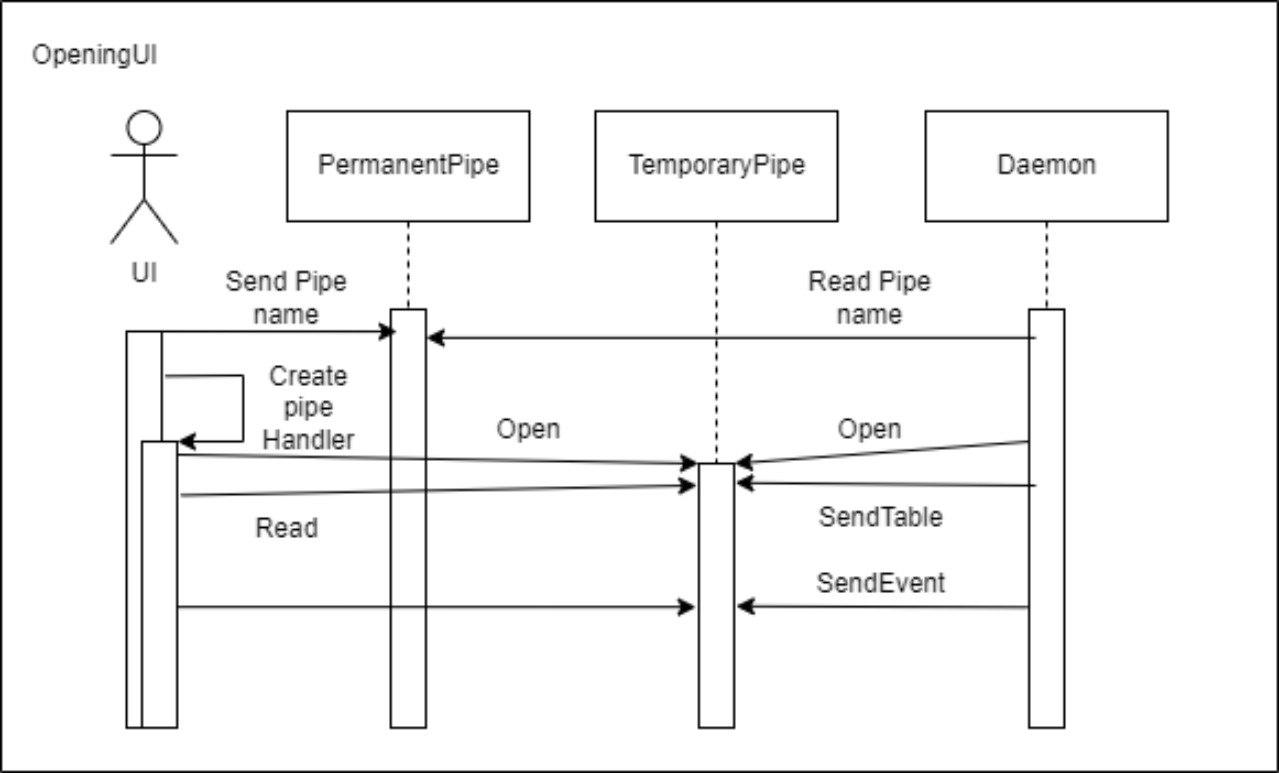 OpeningUI
PermanentPipe
TemporaryPipe
Daemon
UI
Send Pipe
name
Read Pipe
name
Create
pipe
Handler
Open
Open
Read
SendTable
SendEvent